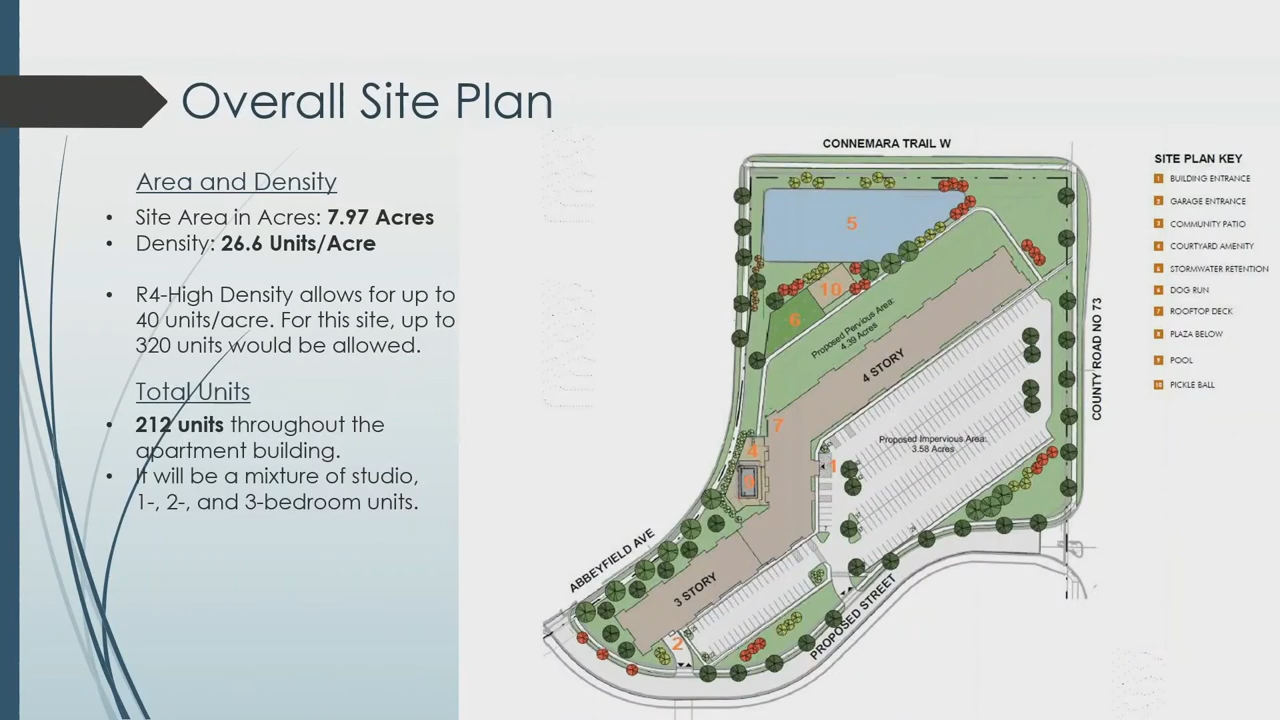 Overall Site Plan
Area and Density
• Site Area in Acres: 7.97 Acres
• Density: 26.6 Units/Acre
• R4-High Density allows for up to
40 units/acre. For this site, up to
320 units would be allowed.
Total Units
• 212 units throughout the
apartment building.
• It will be a mixture of studio,
1-, 2-, and 3-bedroom units.
CONNEMARA TRAIL W
5
10
6
Proposed Pervious Area:
4.39 Acres
4 STORY
COUNTY ROAD NO 73
7
4
1
Proposed Impervious Area:
3.58 Acres
9
ABBEYFIELD AVE
3 STORY
2
PROPOSED STREET
SITE PLAN KEY
1 BUILDING ENTRANCE
2 GARAGE ENTRANCE
3 COMMUNITY PATIO
4 COURTYARD AMENITY
5 STORMWATER RETENTION
6 DOG RUN
7 ROOFTOP DECK
8 PLAZA BELOW
9 POOL
10 PICKLE BALL